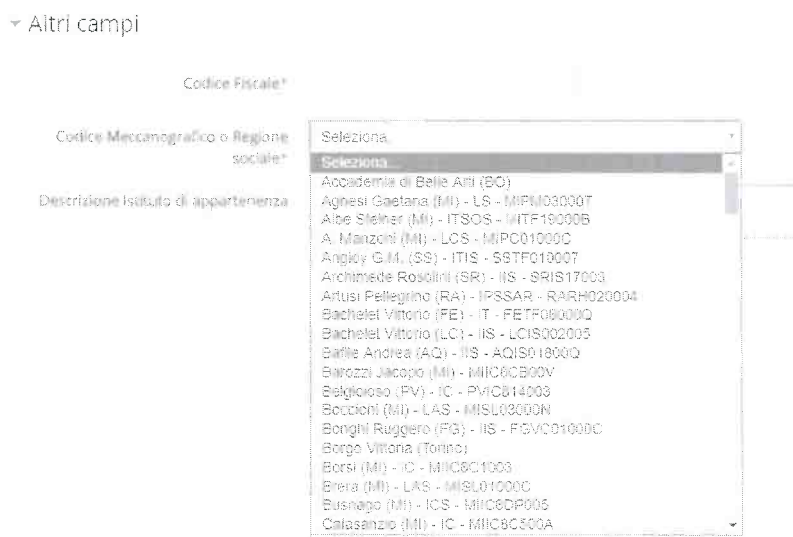 Altri campi
Codice Fiscale*
Codice Meccanografico o Regione
sociale*
Seleziona...
Seleziona...
Descrizione Istituto di appartenenza
Accademia di Belle Arti (BO)
Agnesi Gaetana (MI) - LS - MIPM030007
Albe Steiner (MI) - ITSOS - MITF19000B
A. Manzoni (MI) - LCS - MIPC01000C
Angioy G.M. (SS) - ITIS - SSTF010007
Archimede Rosolini (SR) - IIS - SRIS17003
Artusi Pellegrino (RA) - IPSSAR - RARH020004
Bachelet Vittorio (FE) - IT - FETF06000Q
Bachelet Vittorio (LC) - IIS - LCIS002005
Bafile Andrea (AQ) - IIS - AQIS01800Q
Barozzi Jacopo (MI) - MIIC8CB00V
Belgioioso (PV) - IC - PVIC814003
Boccioni (MI) - LAS - MISL03000N
Bonghi Ruggero (FG) - IIS - FGVC01000C
Borgo Vittoria (Torino)
Borsi (MI) - IC - MIIC8C1003
Brera (MI) - LAS - MISL01000C
Busnago (MI) - ICS - MIIC8DP005
Calasanzio (MI) - IC - MIIC8C500A